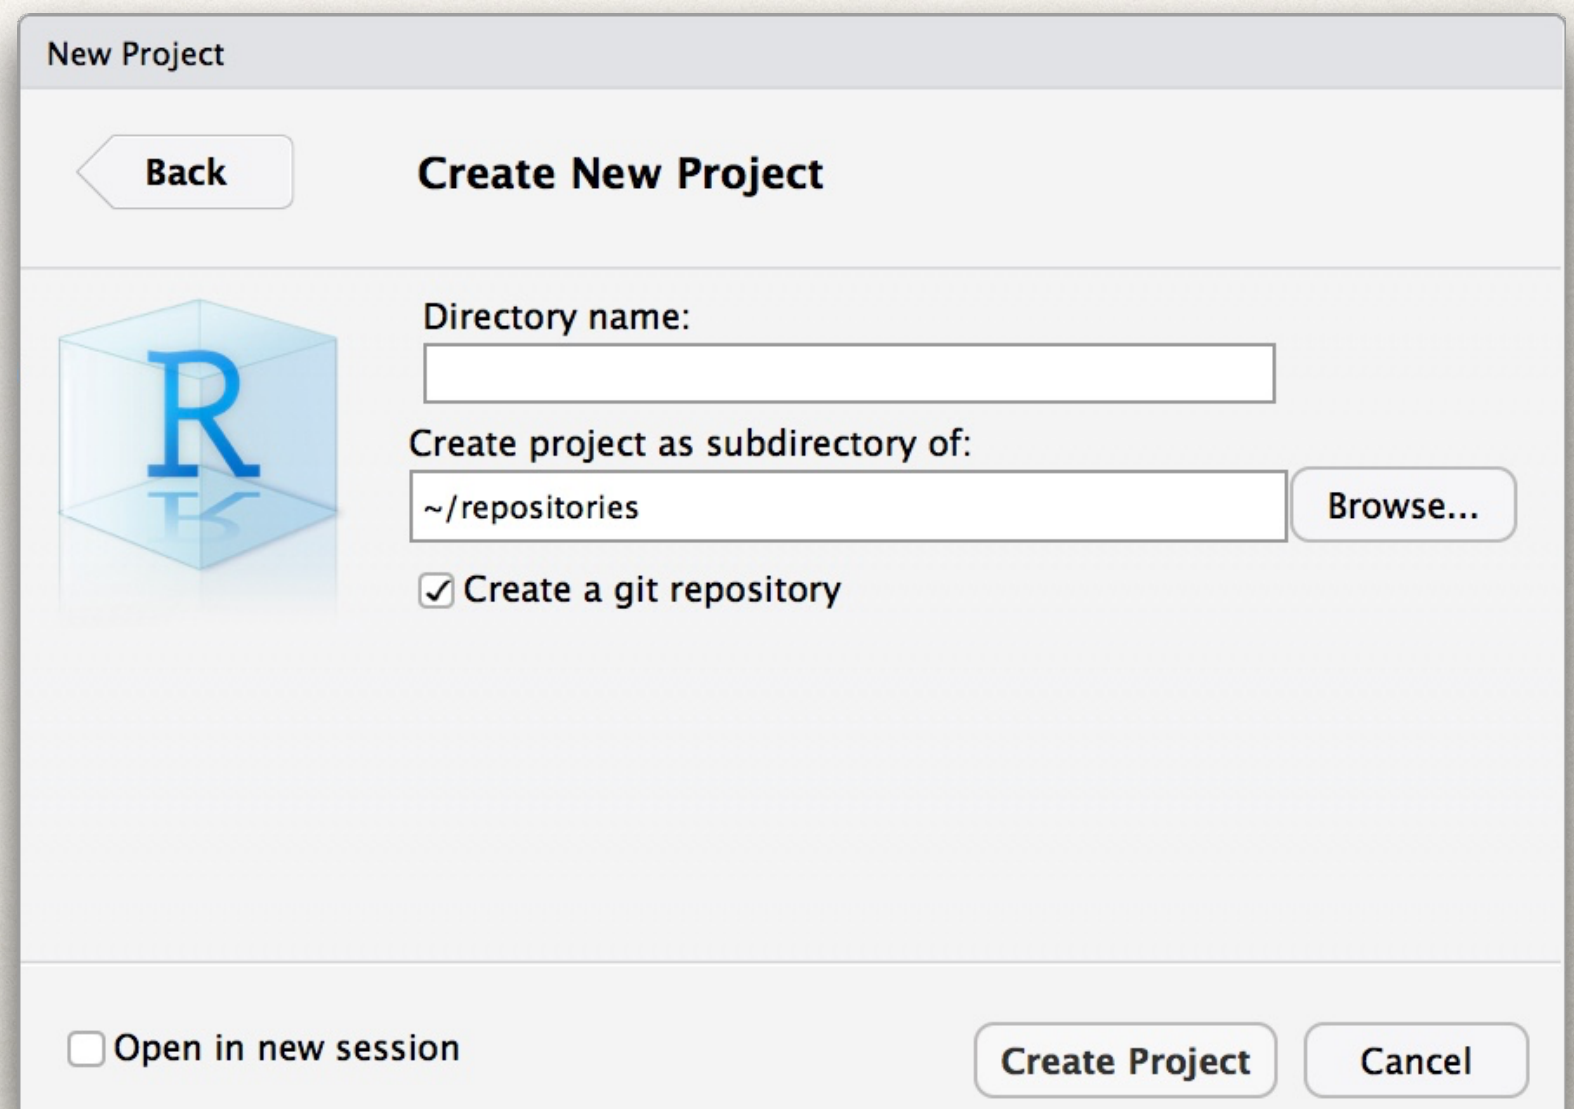 New Project
Back
Create New Project
R
Directory name:
Create project as subdirectory of:
~/repositories
Browse...
Create a git repository
Open in new session
Create Project
Cancel